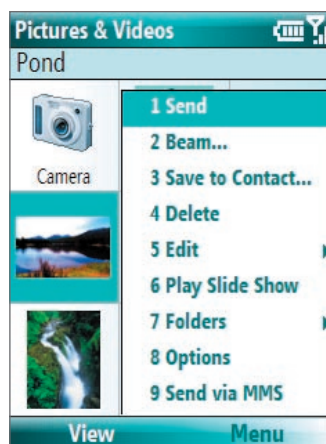 Pictures & Videos
Pond
Camera
1 Send
2 Beam...
3 Save to Contact...
4 Delete
5 Edit
6 Play Slide Show
7 Folders
8 Options
9 Send via MMS
View Menu